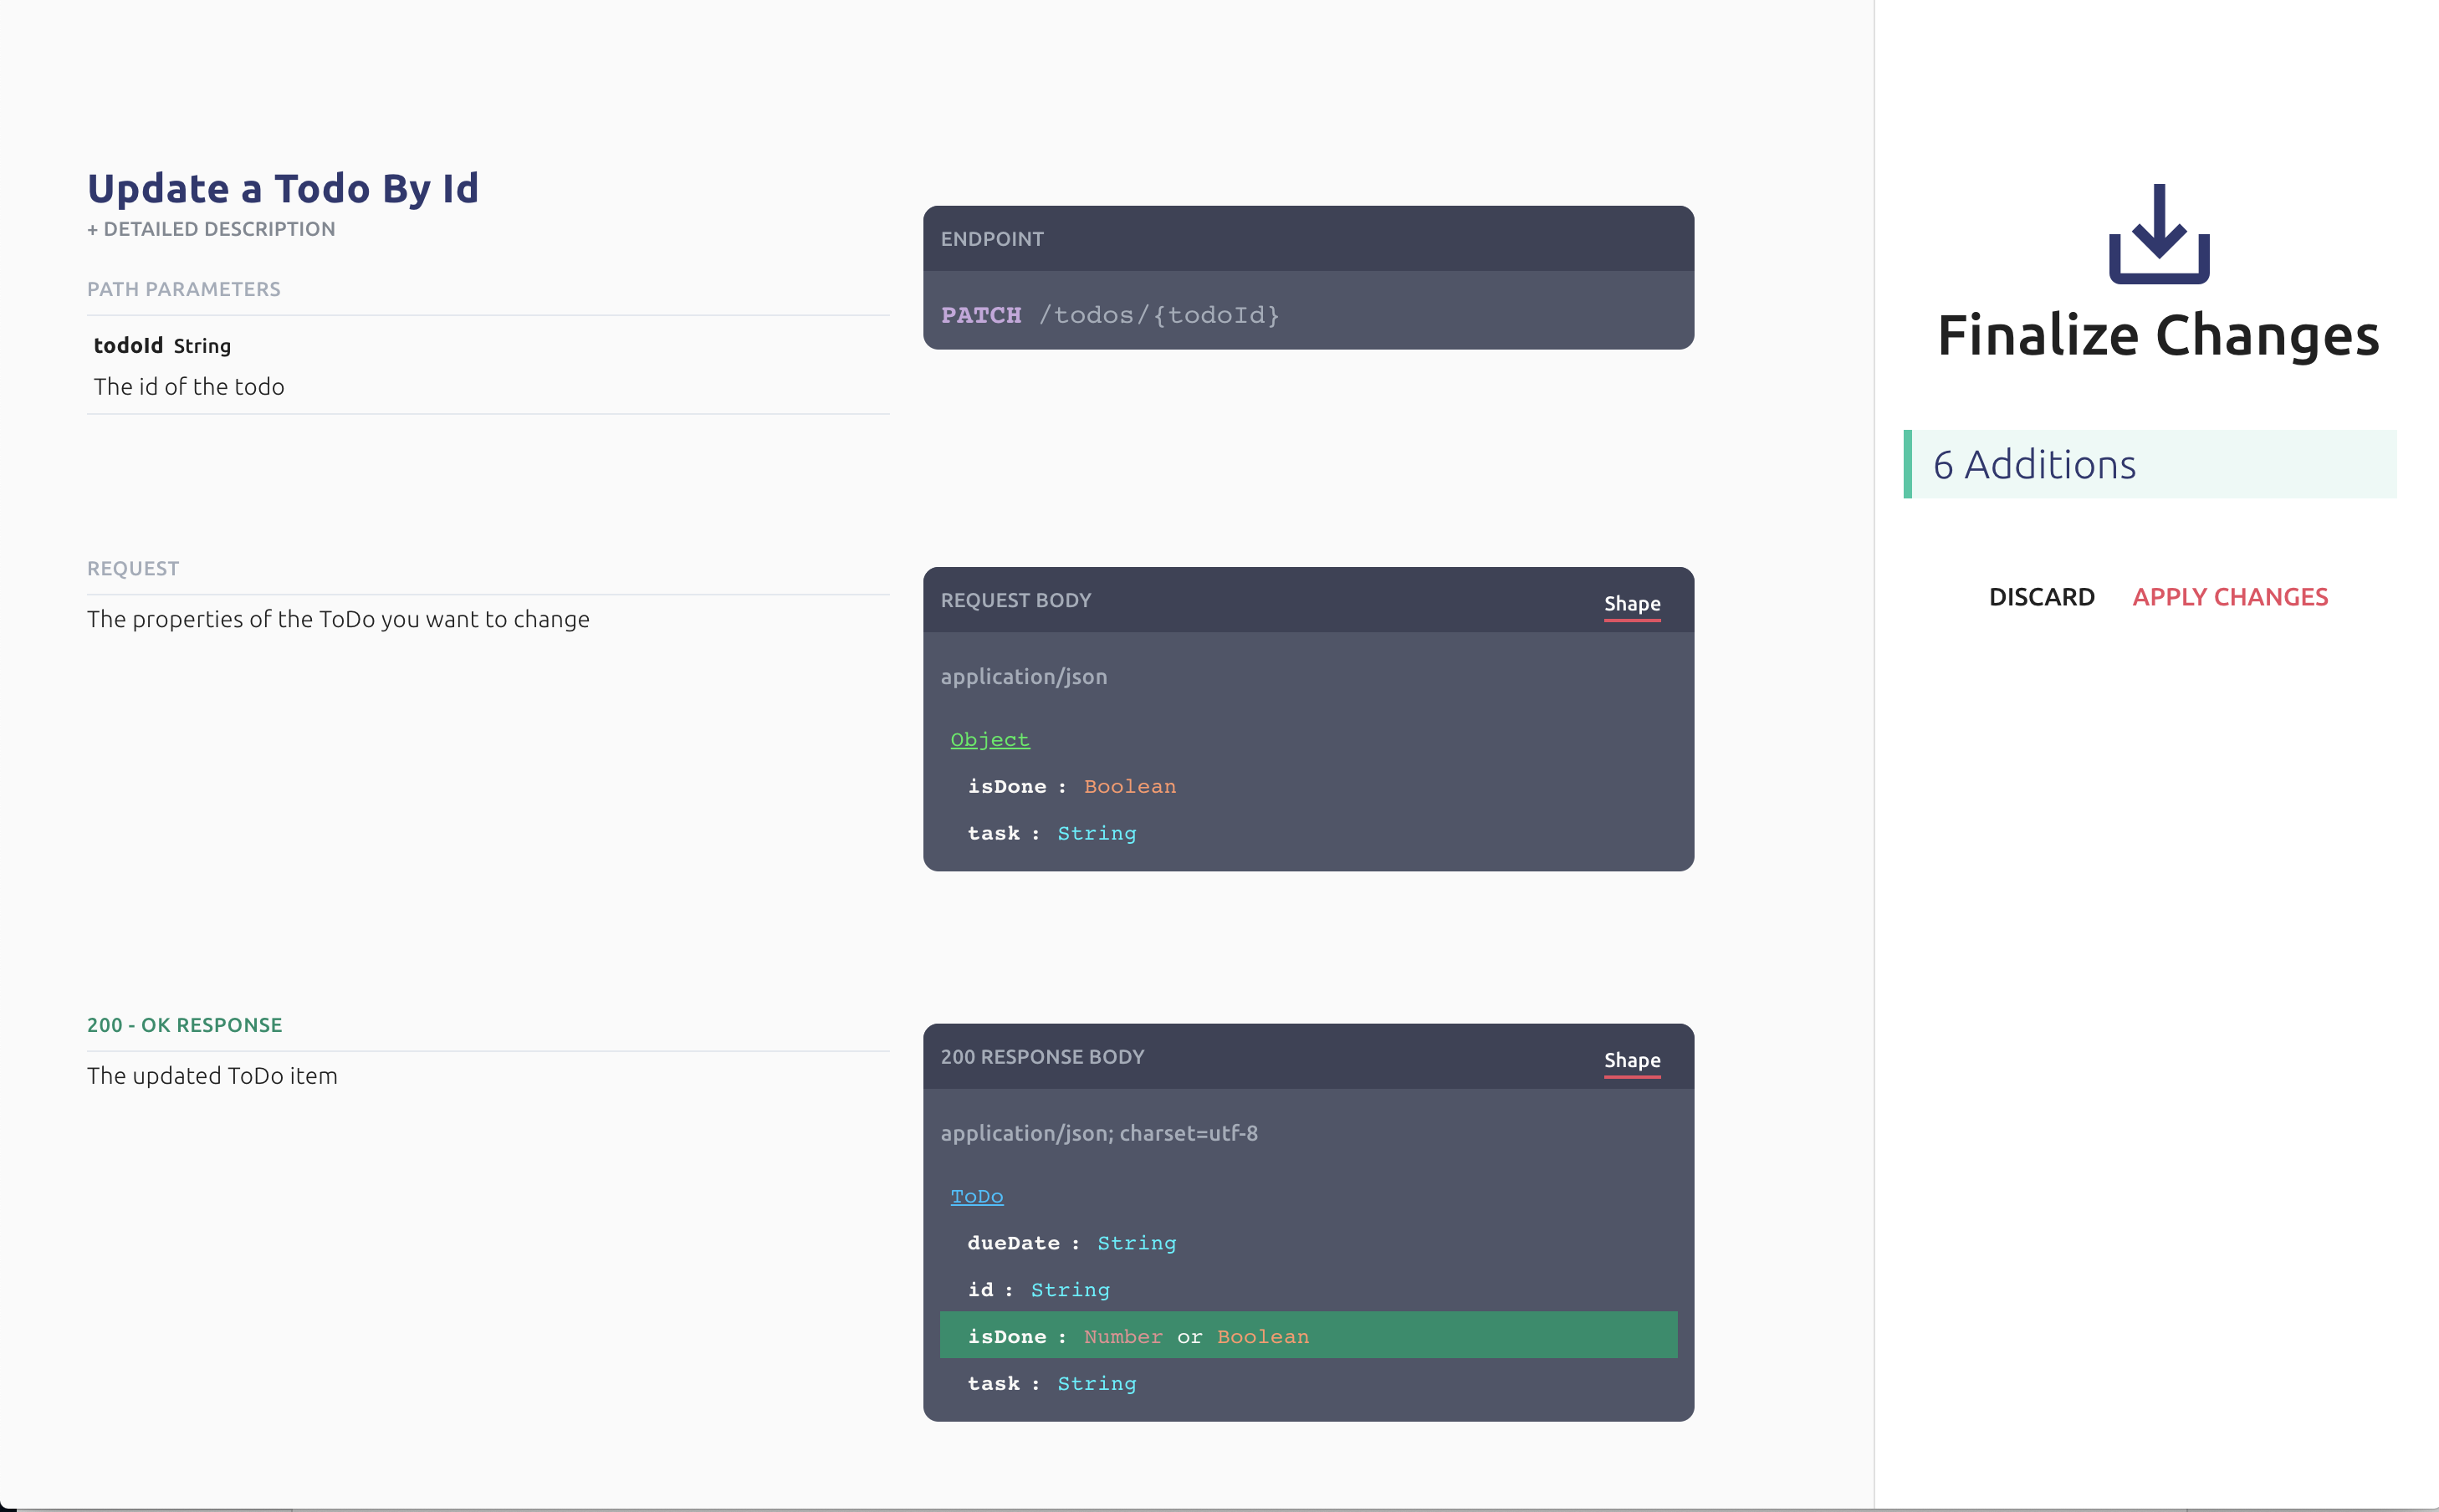 Update a Todo By Id
+ DETAILED DESCRIPTION
PATH PARAMETERS
todoId String
The id of the todo
ENDPOINT
PATCH /todos/{todoId}
REQUEST
The properties of the ToDo you want to change
REQUEST BODY Shape
application/json
Object
isDone : Boolean
task : String
200 - OK RESPONSE
The updated ToDo item
200 RESPONSE BODY Shape
application/json; charset=utf-8
ToDo
dueDate : String
id : String
isDone : Number or Boolean
task : String
Finalize Changes
6 Additions
DISCARD APPLY CHANGES